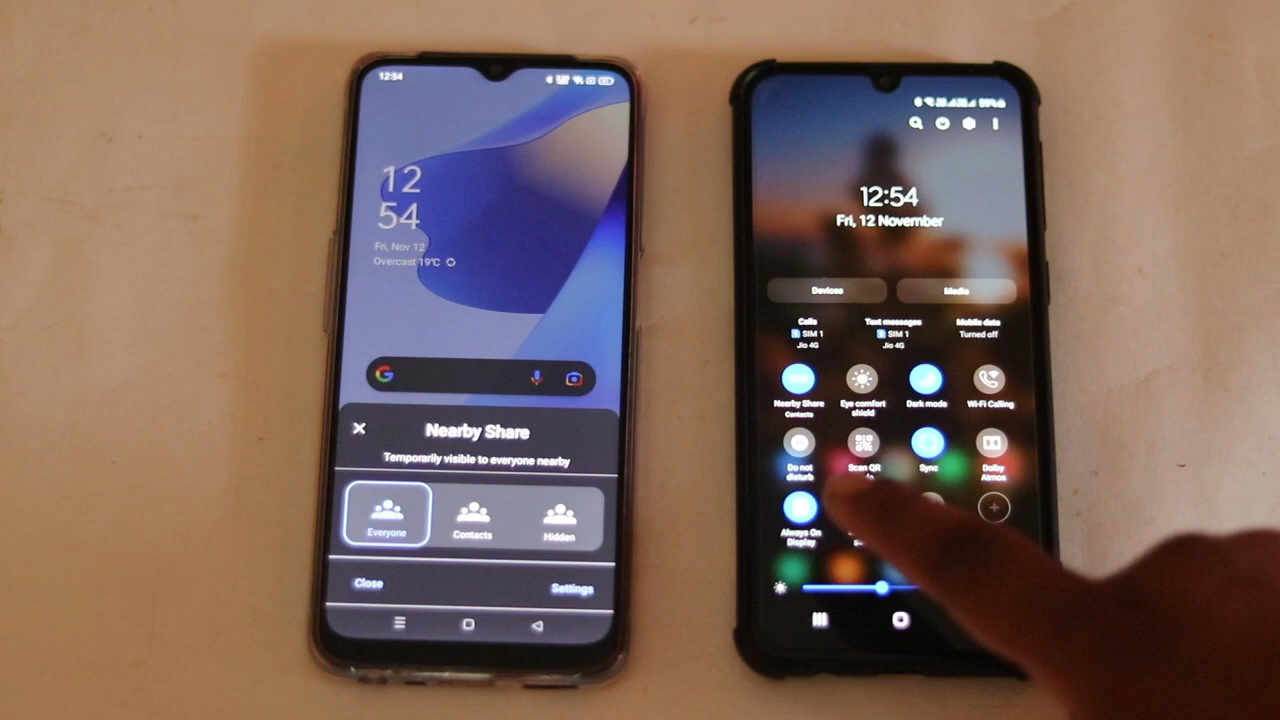 12:54
12
54
Fri, Nov 12
Overcast 19°C
G
Nearby Share
Temporarily visible to everyone nearby
Everyone
Contacts
Hidden
Close
Settings
59%
12:54
Fri, 12 November
Devices
Media
Calls
Text messages
Mobile data
1 SIM 1
1 SIM 1
Turned off
Jio 4G
Jio 4G
Nearby Share
Contacts
Eye comfort
shield
Dark mode
Wi-Fi Calling
Do not
disturb
Scan QR
Sync
Dolby
Atmos
Always On
Display